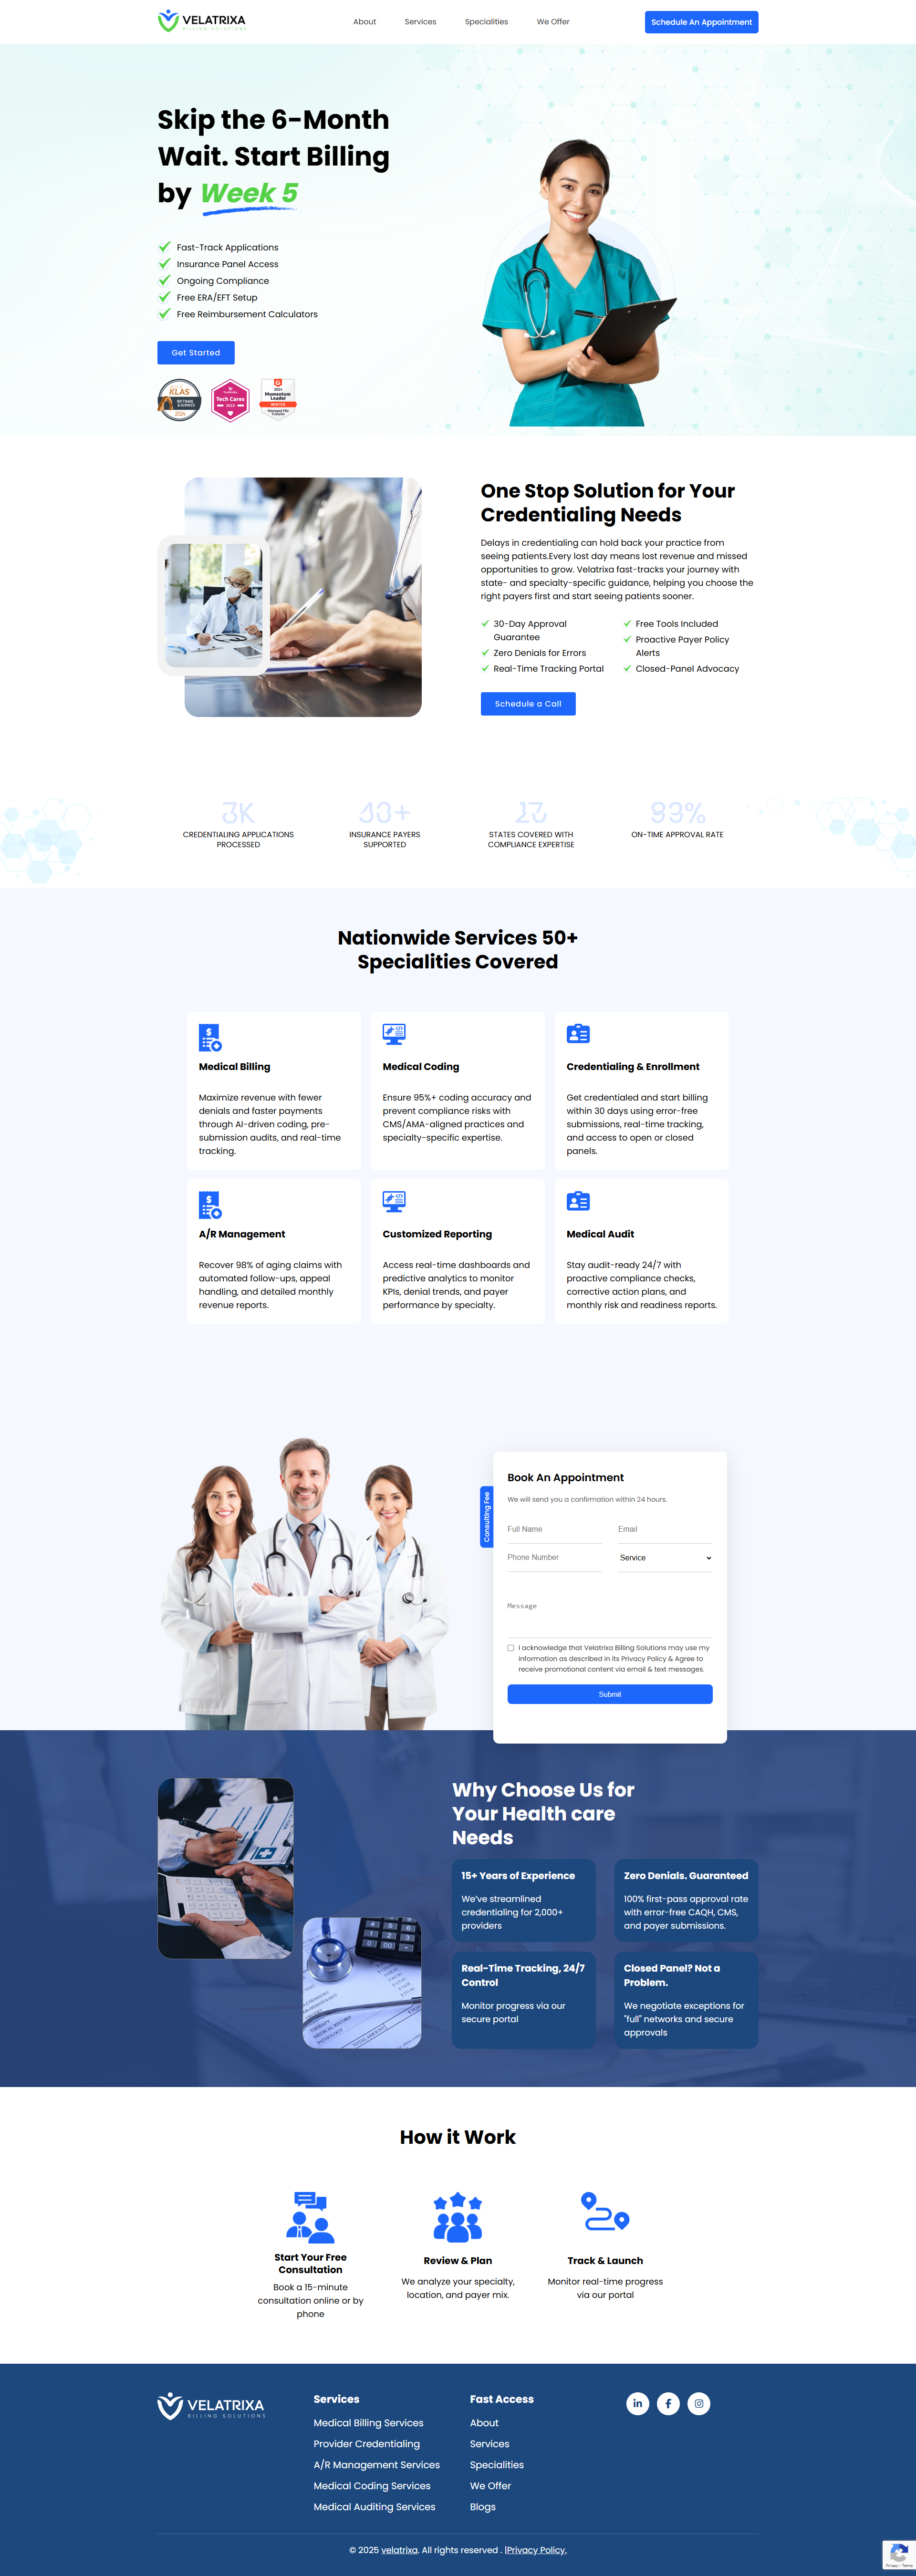 VELATRIXA
BILLING SOLUTIONS
About
Services
Specialities
We Offer
Schedule An Appointment
Skip the 6-Month
Wait. Start Billing
by Week 5
Fast-Track Applications
Insurance Panel Access
Ongoing Compliance
Free ERA/EFT Setup
Free Reimbursement Calculators
Get Started
KLAS
SOFTWARE
& SERVICES
2024
Tech Cares
2023
Momentum
Leader
WINTER
Managed File
Transfer
One Stop Solution for Your
Credentialing Needs
Delays in credentialing can hold back your practice from
seeing patients.Every lost day means lost revenue and missed
opportunities to grow. Velatrixa fast-tracks your journey with
state- and specialty-specific guidance, helping you choose the
right payers first and start seeing patients sooner.
30-Day Approval
Guarantee
Zero Denials for Errors
Real-Time Tracking Portal
Free Tools Included
Proactive Payer Policy
Alerts
Closed-Panel Advocacy
Schedule a Call
CREDENTIALING APPLICATIONS
PROCESSED
INSURANCE PAYERS
SUPPORTED
STATES COVERED WITH
COMPLIANCE EXPERTISE
ON-TIME APPROVAL RATE
Nationwide Services 50+
Specialities Covered
Medical Billing
Maximize revenue with fewer
denials and faster payments
through AI-driven coding, pre-
submission audits, and real-time
tracking.
Medical Coding
Ensure 95%+ coding accuracy and
prevent compliance risks with
CMS/AMA-aligned practices and
specialty-specific expertise.
Credentialing & Enrollment
Get credentialed and start billing
within 30 days using error-free
submissions, real-time tracking,
and access to open or closed
panels.
A/R Management
Recover 98% of aging claims with
automated follow-ups, appeal
handling, and detailed monthly
revenue reports.
Customized Reporting
Access real-time dashboards and
predictive analytics to monitor
KPIs, denial trends, and payer
performance by specialty.
Medical Audit
Stay audit-ready 24/7 with
proactive compliance checks,
corrective action plans, and
monthly risk and readiness reports.
Consulting Fee
Book An Appointment
We will send you a confirmation within 24 hours.
Full Name
Email
Phone Number
Service
Message
I acknowledge that Velatrixa Billing Solutions may use my
information as described in its Privacy Policy & Agree to
receive promotional content via email & text messages.
Submit
Why Choose Us for
Your Health care
Needs
15+ Years of Experience
We've streamlined
credentialing for 2,000+
providers
Zero Denials. Guaranteed
100% first-pass approval rate
with error-free CAQH, CMS,
and payer submissions.
Real-Time Tracking, 24/7
Control
Monitor progress via our
secure portal
Closed Panel? Not a
Problem.
We negotiate exceptions for
"full" networks and secure
approvals
How it Work
Start Your Free
Consultation
Book a 15-minute
consultation online or by
phone
Review & Plan
We analyze your specialty,
location, and payer mix.
Track & Launch
Monitor real-time progress
via our portal
VELATRIXA
BILLING SOLUTIONS
Services
Medical Billing Services
Provider Credentialing
A/R Management Services
Medical Coding Services
Medical Auditing Services
Fast Access
About
Services
Specialities
We Offer
Blogs
© 2025 velatrixa. All rights reserved . |Privacy Policy.
Privacy - Terms